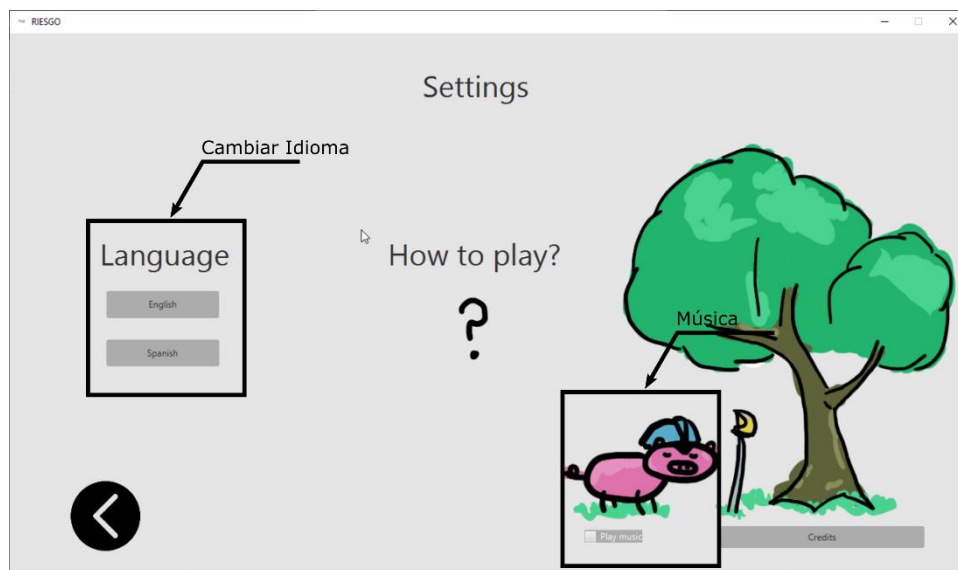 RIESGO
Settings
Cambiar Idioma
Language
English
Spanish
How to play?
?
Música
Play music
Credits